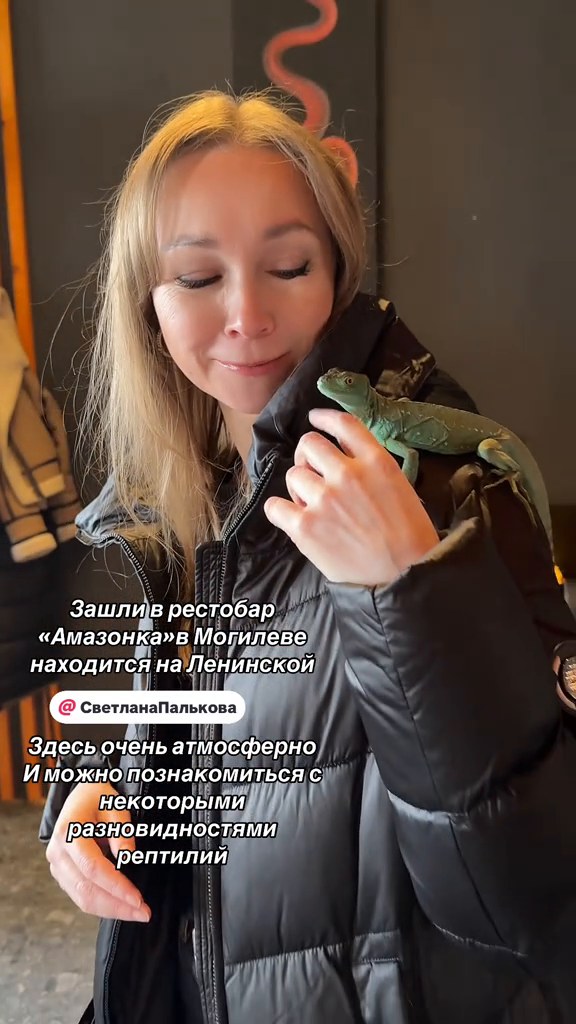 Зашли в рестобар
«Амазонка»в Могилеве
находится на Ленинской
@ СветланаПалькова
Здесь очень атмосферно
И можно познакомиться с
некоторыми
разновидностями
рептилий